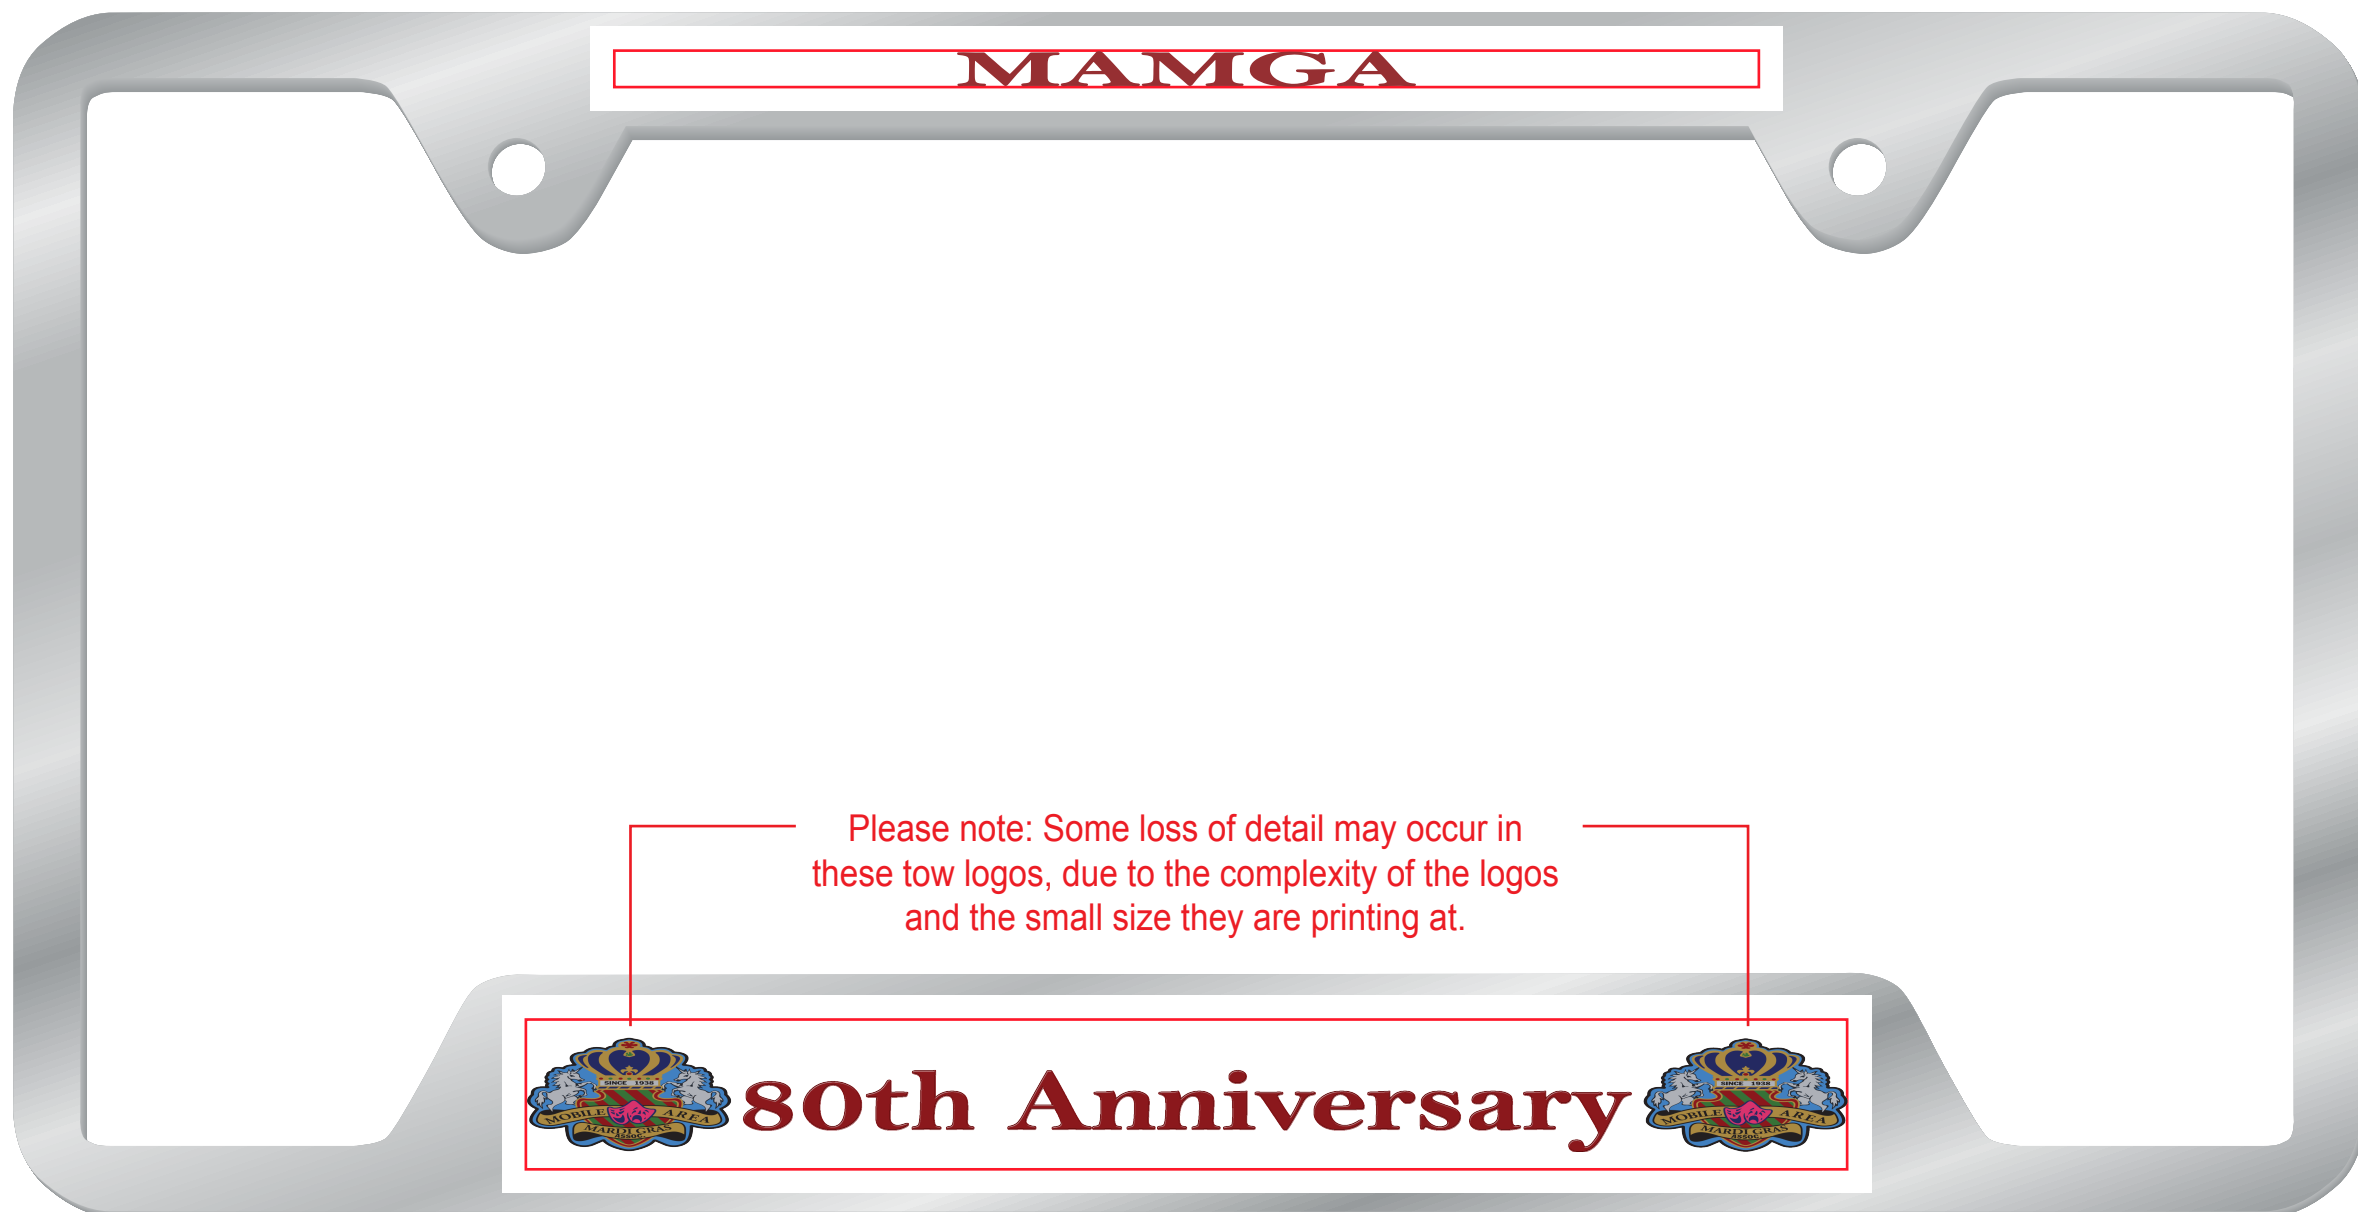 MAMGA
Please note: Some loss of detail may occur in
these tow logos, due to the complexity of the logos
and the small size they are printing at.
SINCE 1938
MOBILE AREA
MARDI GRAS
ASSOC.
80th Anniversary
SINCE 1938
MOBILE AREA
MARDI GRAS
ASSOC.